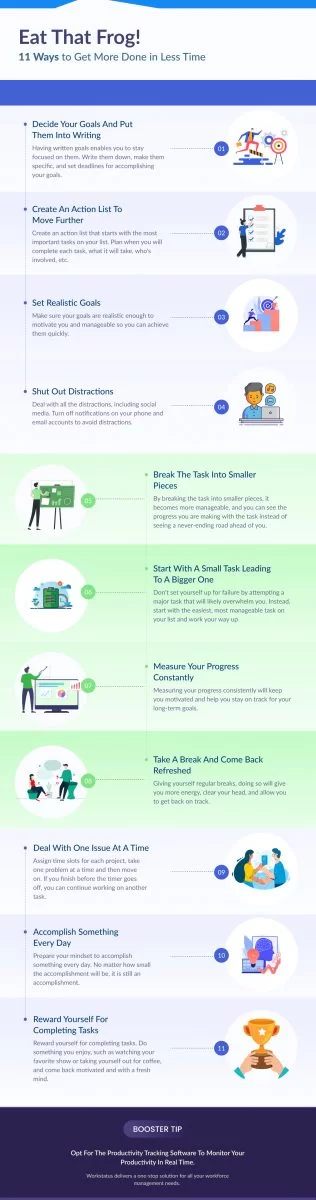 Eat That Frog!
11 Ways to Get More Done in Less Time
Decide Your Goals And Put
Them Into Writing
Having written goals enables you to stay
focused on them. Write them down, make them
specific, and set deadlines for accomplishing
your goals.
01
Create An Action List To
Move Further
Create an action list that starts with the most
important tasks on your list. Plan when you will
complete each task, what it will take, who's
involved, etc.
02
Set Realistic Goals
Make sure your goals are realistic enough to
motivate you and manageable so you can achieve
them quickly.
03
Shut Out Distractions
Deal with all the distractions, including social
media. Turn off notifications on your phone and
email accounts to avoid distractions.
04
Break The Task Into Smaller
Pieces
By breaking the task into smaller pieces, it
becomes more manageable, and you can see the
progress you are making with the task instead of
seeing a never-ending road ahead of you.
05
Start With A Small Task Leading
To A Bigger One
Don't set yourself up for failure by attempting a
major task that will likely overwhelm you. Instead,
start with the easiest, most manageable task on
your list and work your way up
06
Measure Your Progress
Constantly
Measuring your progress consistently will keep
you motivated and help you stay on track for your
long-term goals.
07
Take A Break And Come Back
Refreshed
Giving yourself regular breaks, doing so will give
you more energy, clear your head, and allow you
to get back on track.
08
Deal With One Issue At A Time
Assign time slots for each project, take
one problem at a time and then move
on. If you finish before the timer goes
off, you can continue working on another
task.
09
Accomplish Something
Every Day
Prepare your mindset to accomplish
something every day. No matter how small
the accomplishment will be, it is still an
accomplishment.
10
Reward Yourself For
Completing Tasks
Reward yourself for completing tasks. Do
something you enjoy, such as watching your
favorite show or taking yourself out for coffee,
and come back motivated and with a fresh
mind.
11
BOOSTER TIP
Opt For The Productivity Tracking Software To Monitor Your
Productivity In Real Time.
Workstatus delivers a one-stop solution for all your workforce
management needs.